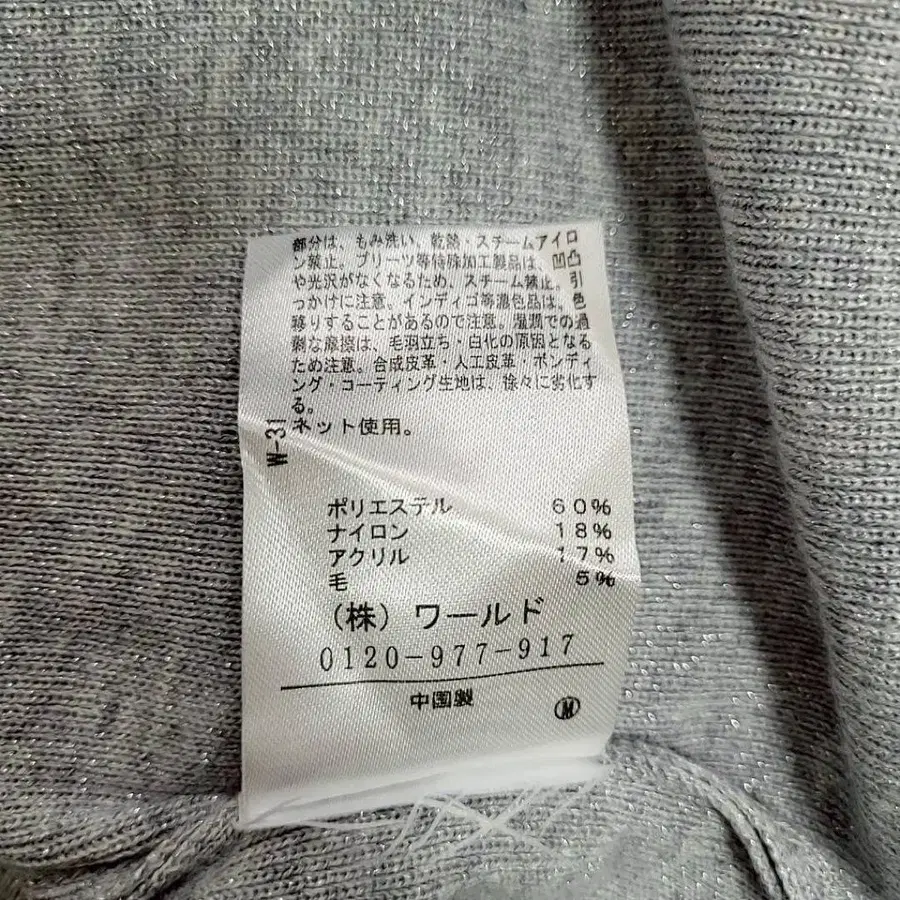 部分は、もみ洗い、乾熱・スチームアイロ
ン禁止。プリーツ等特殊加工製品は、凹凸
や光沢がなくなるため、スチーム禁止。引
っかけに注意、インディゴ等濃色品は、色
移りすることがあるので注意。湿潤での過
剰な摩擦は、毛羽立ち・白化の原因となる
ため注意。合成皮革・人工皮革・ボンディ
ング・コーティング生地は、徐々に劣化す
る。
ネット使用。
W-31
ポリエステル 60%
ナイロン 18%
アクリル 17%
毛 5%
(株) ワールド
0120-977-917
中国製
M